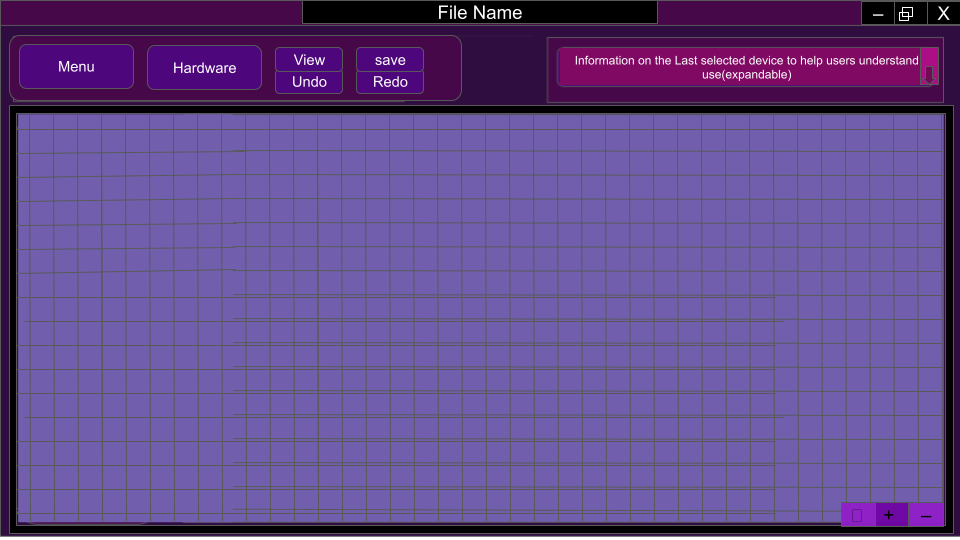 File Name
– X
Menu
Hardware
View
save
Undo
Redo
Information on the Last selected device to help users understand
use(expandable)
+ –